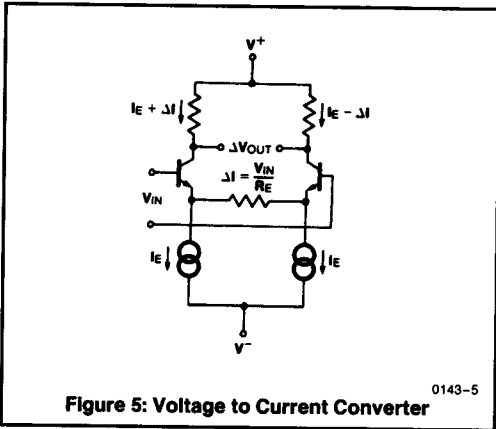 V+
IE + ΔI↓
↓IE - ΔI
ΔVOUT
ΔI = VIN / RE
VIN
IE↓
↓IE
V-
0143-5
Figure 5: Voltage to Current Converter